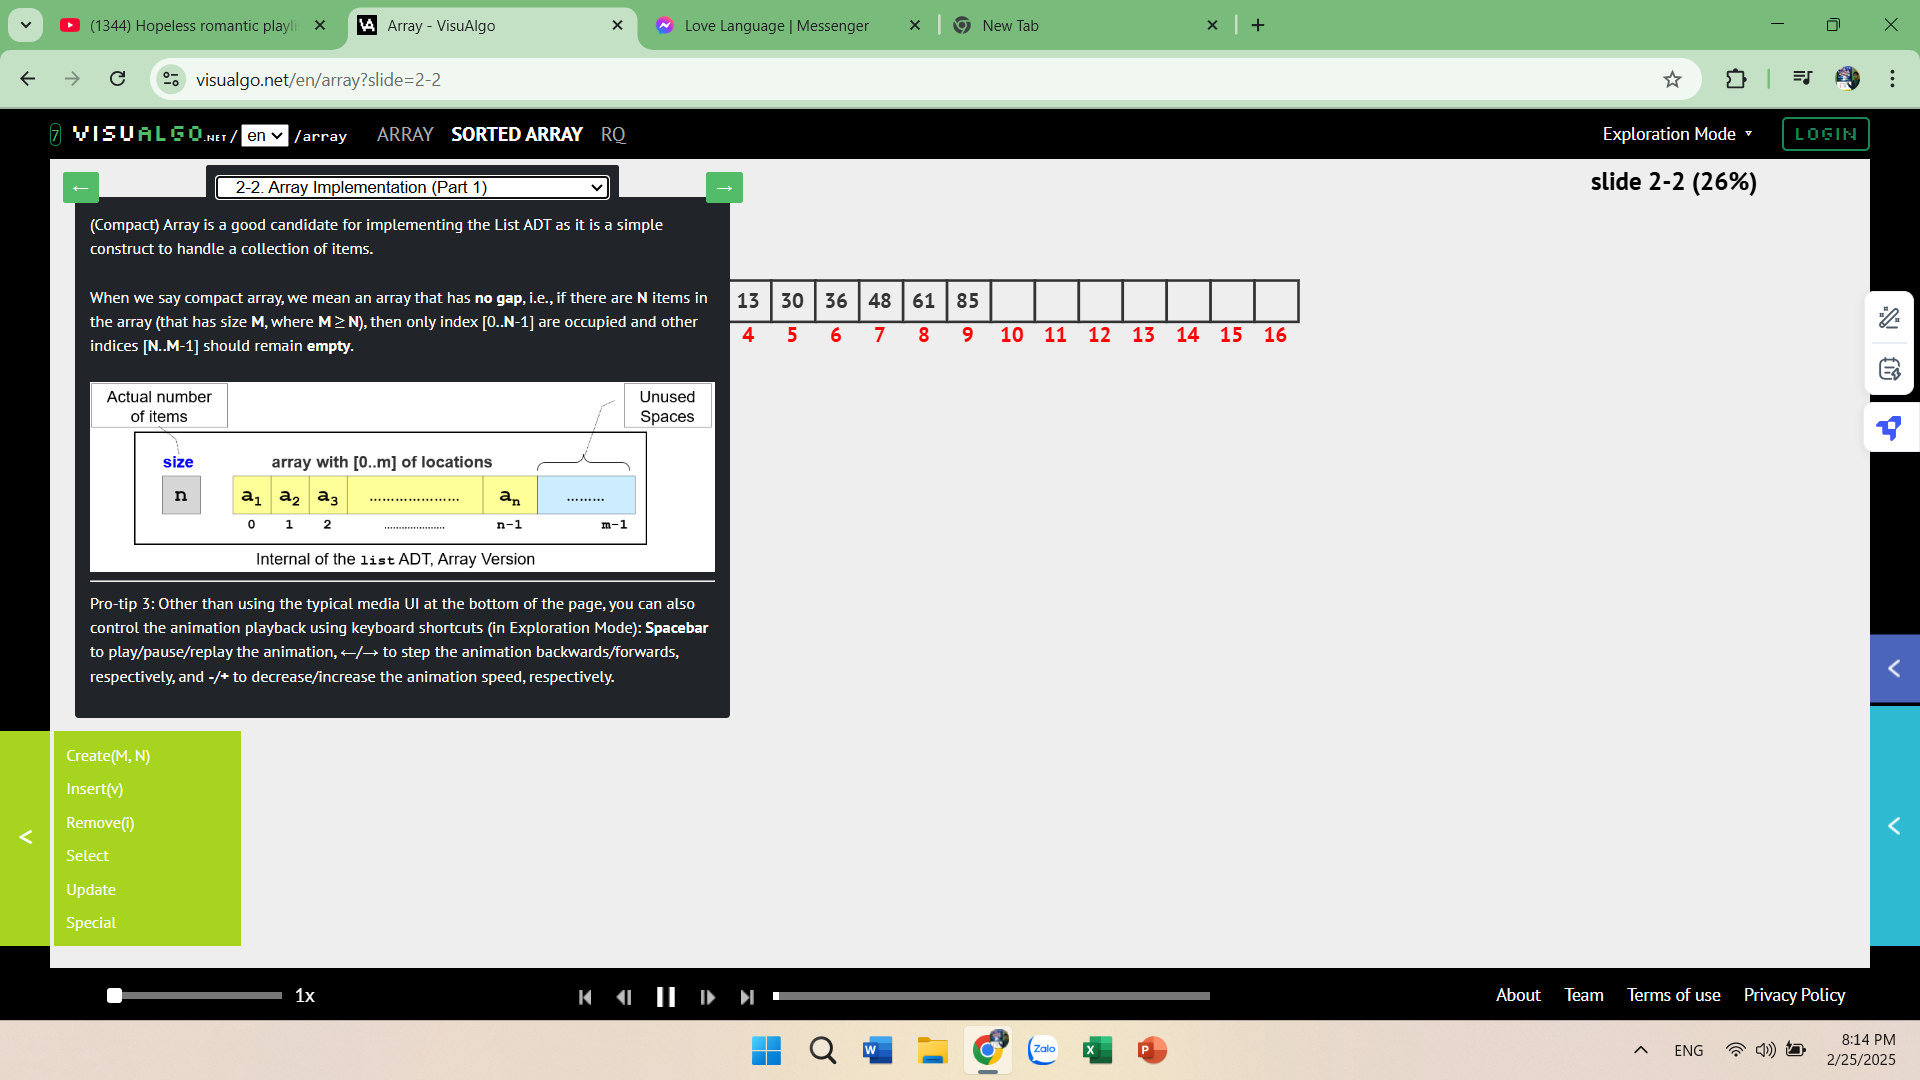 (1344) Hopeless romantic playli
Array - VisuAlgo
Love Language | Messenger
New Tab
visualgo.net/en/array?slide=2-2
7 VISUALGO.NET / en /array ARRAY SORTED ARRAY RQ
Exploration Mode ▼ LOGIN
← 2-2. Array Implementation (Part 1) →
slide 2-2 (26%)
(Compact) Array is a good candidate for implementing the List ADT as it is a simple
construct to handle a collection of items.
When we say compact array, we mean an array that has no gap, i.e., if there are N items in
the array (that has size M, where M ≥ N), then only index [0..N-1] are occupied and other
indices [N..M-1] should remain empty.
13 30 36 48 61 85
4 5 6 7 8 9 10 11 12 13 14 15 16
Actual number
of items
Unused
Spaces
size
array with [0..m] of locations
n
a1 a2 a3 ..................... an .........
0 1 2 ..................... n-1 m-1
Internal of the list ADT, Array Version
Pro-tip 3: Other than using the typical media UI at the bottom of the page, you can also
control the animation playback using keyboard shortcuts (in Exploration Mode): Spacebar
to play/pause/replay the animation, ←/→ to step the animation backwards/forwards,
respectively, and -/+ to decrease/increase the animation speed, respectively.
Create(M, N)
Insert(v)
Remove(i)
Select
Update
Special
<
<
<
1x
About Team Terms of use Privacy Policy
W
Zalo
X
P
ENG
8:14 PM
2/25/2025